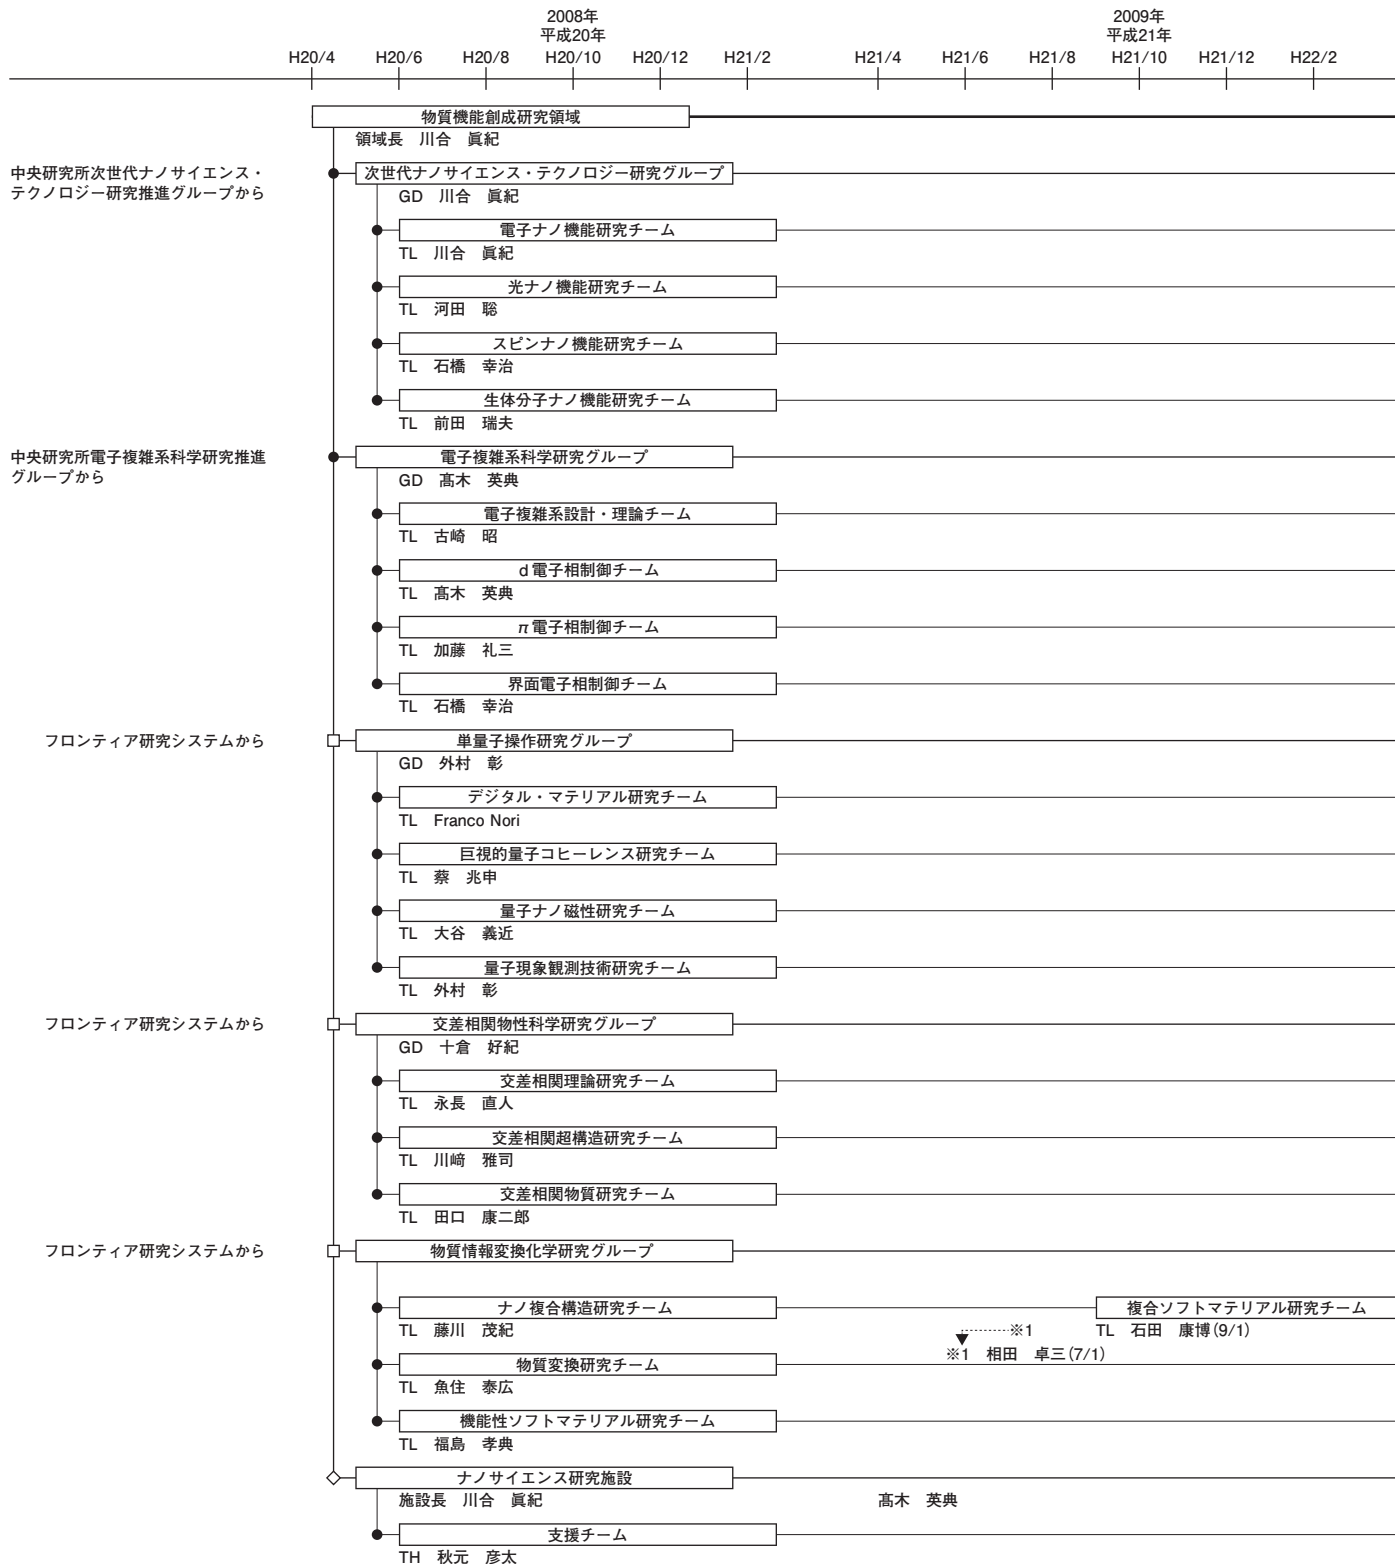 2008年
平成20年
2009年
平成21年
H20/4 H20/6 H20/8 H20/10 H20/12 H21/2 H21/4 H21/6 H21/8 H21/10 H21/12 H22/2
物質機能創成研究領域
領域長 川合 眞紀
中央研究所次世代ナノサイエンス・
テクノロジー研究推進グループから
次世代ナノサイエンス・テクノロジー研究グループ
GD 川合 眞紀
電子ナノ機能研究チーム
TL 川合 眞紀
光ナノ機能研究チーム
TL 河田 聡
スピンナノ機能研究チーム
TL 石橋 幸治
生体分子ナノ機能研究チーム
TL 前田 瑞夫
中央研究所電子複雑系科学研究推進
グループから
電子複雑系科学研究グループ
GD 髙木 英典
電子複雑系設計・理論チーム
TL 古崎 昭
d電子相制御チーム
TL 髙木 英典
π電子相制御チーム
TL 加藤 礼三
界面電子相制御チーム
TL 石橋 幸治
フロンティア研究システムから
単量子操作研究グループ
GD 外村 彰
デジタル・マテリアル研究チーム
TL Franco Nori
巨視的量子コヒーレンス研究チーム
TL 蔡 兆申
量子ナノ磁性研究チーム
TL 大谷 義近
量子現象観測技術研究チーム
TL 外村 彰
フロンティア研究システムから
交差相関物性科学研究グループ
GD 十倉 好紀
交差相関理論研究チーム
TL 永長 直人
交差相関超構造研究チーム
TL 川﨑 雅司
交差相関物質研究チーム
TL 田口 康二郎
フロンティア研究システムから
物質情報変換化学研究グループ
ナノ複合構造研究チーム 複合ソフトマテリアル研究チーム
TL 藤川 茂紀 ※1 TL 石田 康博(9/1)
※1 相田 卓三(7/1)
物質変換研究チーム
TL 魚住 泰広
機能性ソフトマテリアル研究チーム
TL 福島 孝典
ナノサイエンス研究施設
施設長 川合 眞紀 髙木 英典
支援チーム
TH 秋元 彦太